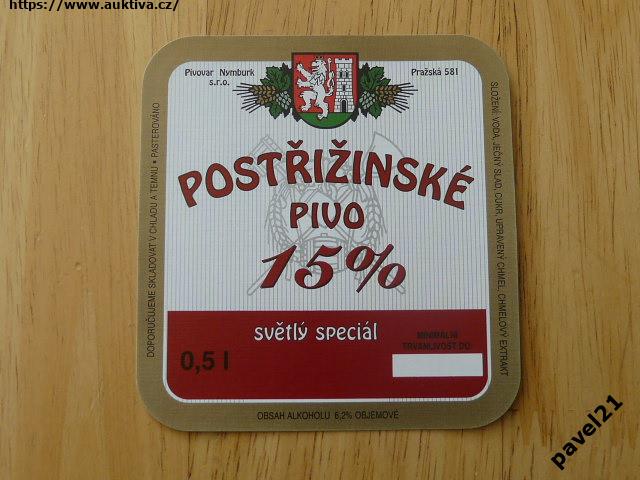 https://www.auktiva.cz/
Pivovar Nymburk
s.r.o.
Pražská 581
POSTŘIŽINSKÉ
PIVO
15%
světlý speciál
0,5 l
MINIMÁLNÍ
TRVANLIVOST DO:
DOPORUČUJEME SKLADOVAT V CHLADU A TEMNU • PASTEROVÁNO
SLOŽENÍ: VODA, JEČNÝ SLAD, CUKR, UPRAVENÝ CHMEL, CHMELOVÝ EXTRAKT
OBSAH ALKOHOLU 6,2% OBJEMOVÉ
pavel21